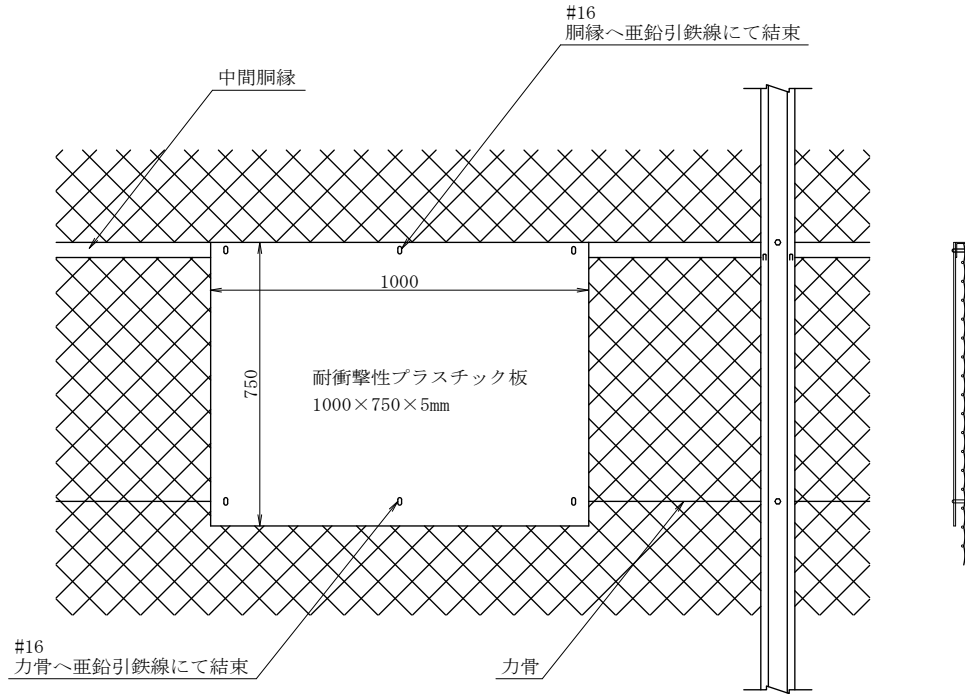 #16
胴縁へ亜鉛引鉄線にて結束
中間胴縁
1000
750
耐衝撃性プラスチック板
1000×750×5mm
#16
力骨へ亜鉛引鉄線にて結束
力骨